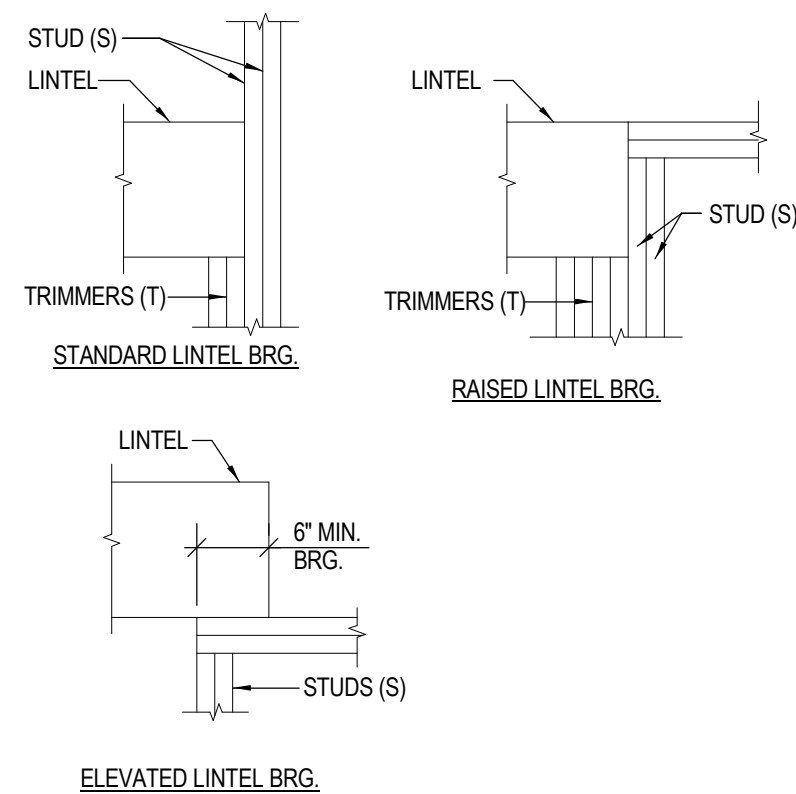 STUD (S)
LINTEL
TRIMMERS (T)
STANDARD LINTEL BRG.
LINTEL
STUD (S)
TRIMMERS (T)
RAISED LINTEL BRG.
LINTEL
6" MIN.
BRG.
STUDS (S)
ELEVATED LINTEL BRG.